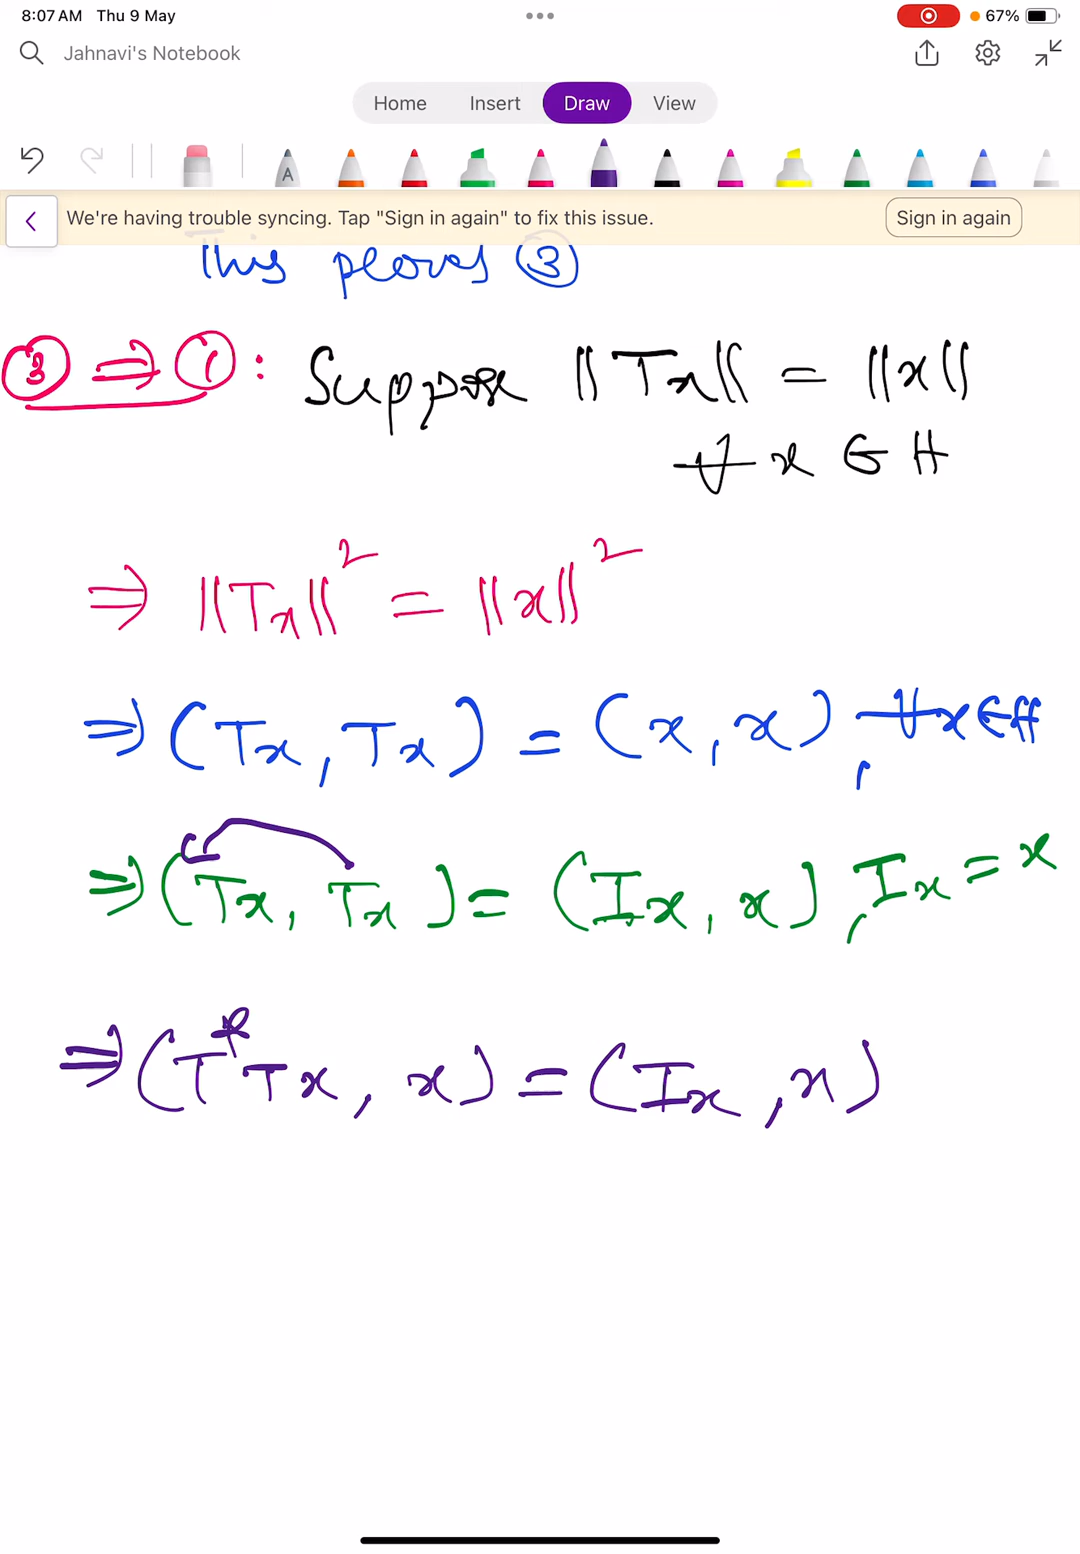 8:07 AM Thu 9 May 67%
Jahnavi's Notebook
Home Insert Draw View
A
We're having trouble syncing. Tap "Sign in again" to fix this issue. Sign in again
This proves ③
③ ⇒ ①: Suppose ||Tx|| = ||x||
∀ x ∈ H
⇒ ||Tx||² = ||x||²
⇒ (Tx, Tx) = (x, x), ∀x∈H
⇒ (Tx, Tx) = (Ix, x), Ix = x
⇒ (T*Tx, x) = (Ix, x)